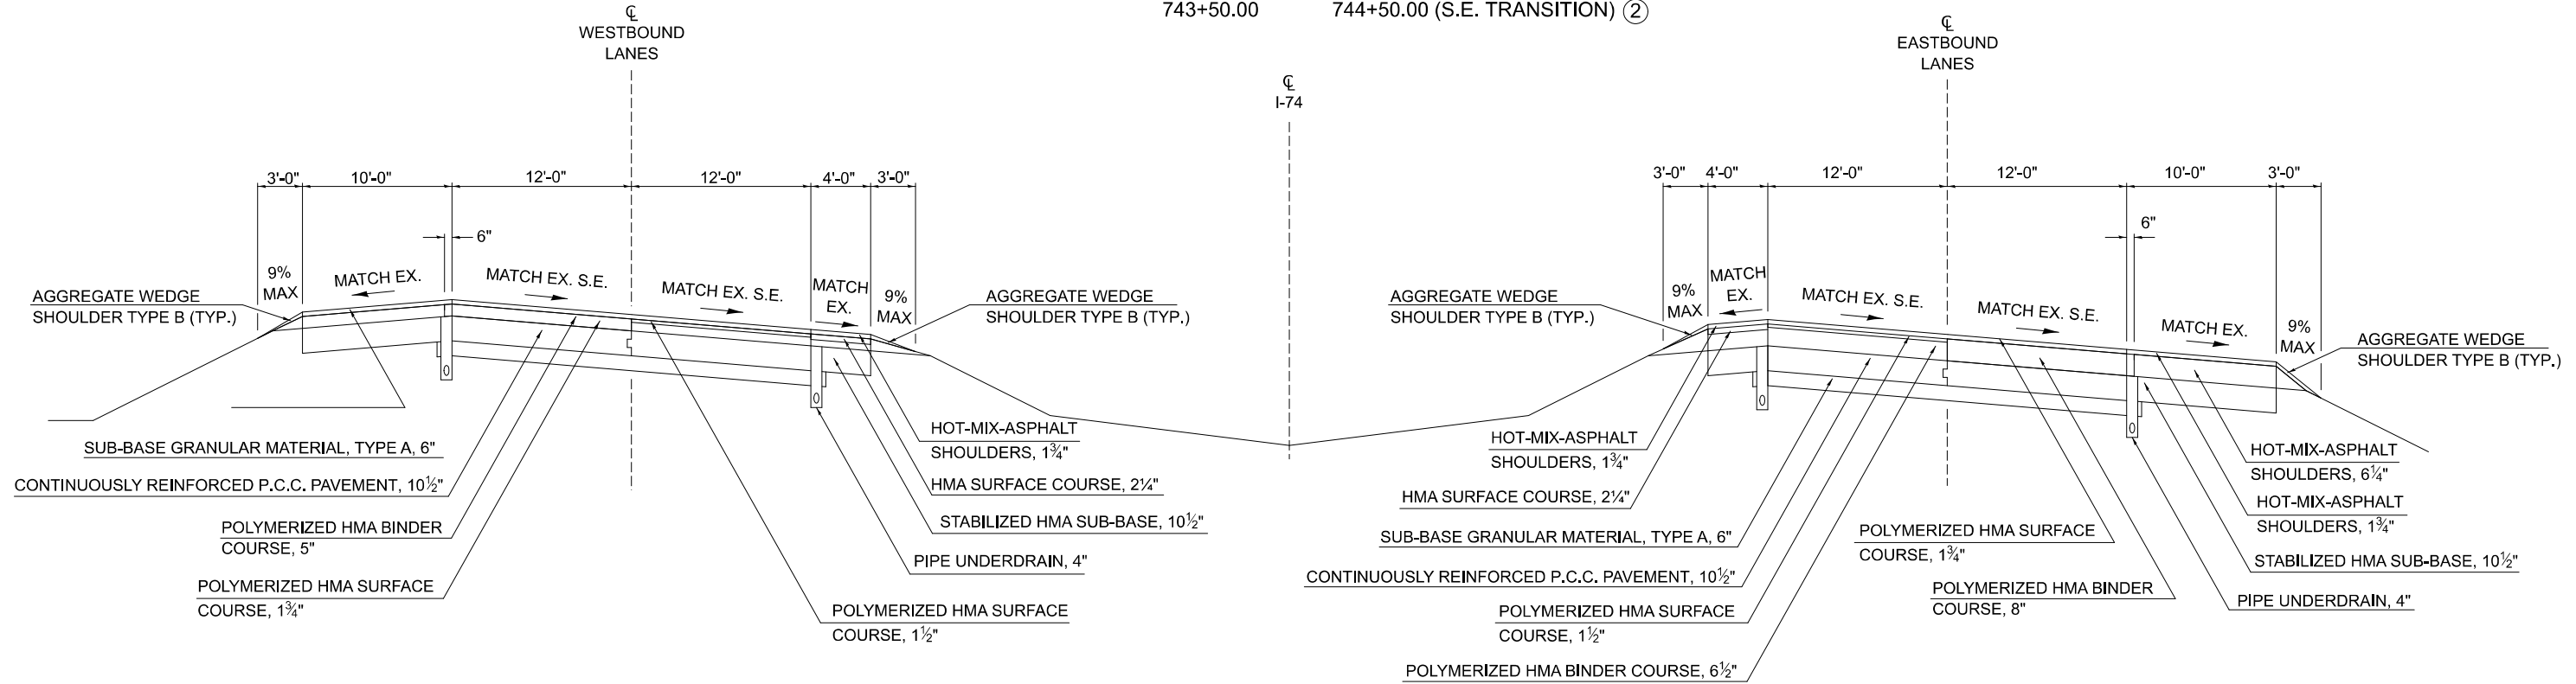 743+50.00 744+50.00 (S.E. TRANSITION) 2
℄
WESTBOUND
LANES
℄
I-74
℄
EASTBOUND
LANES
3'-0" 10'-0" 12'-0" 12'-0" 4'-0" 3'-0"
3'-0" 4'-0" 12'-0" 12'-0" 10'-0" 3'-0"
6"
6"
9%
MAX
MATCH EX.
MATCH EX. S.E.
MATCH EX. S.E.
MATCH
EX.
9%
MAX
AGGREGATE WEDGE
SHOULDER TYPE B (TYP.)
AGGREGATE WEDGE
SHOULDER TYPE B (TYP.)
SUB-BASE GRANULAR MATERIAL, TYPE A, 6"
CONTINUOUSLY REINFORCED P.C.C. PAVEMENT, 10½"
POLYMERIZED HMA BINDER
COURSE, 5"
POLYMERIZED HMA SURFACE
COURSE, 1¾"
HOT-MIX-ASPHALT
SHOULDERS, 1¾"
HMA SURFACE COURSE, 2¼"
STABILIZED HMA SUB-BASE, 10½"
PIPE UNDERDRAIN, 4"
POLYMERIZED HMA SURFACE
COURSE, 1½"
9%
MAX
MATCH
EX.
MATCH EX. S.E.
MATCH EX. S.E.
MATCH EX.
9%
MAX
AGGREGATE WEDGE
SHOULDER TYPE B (TYP.)
AGGREGATE WEDGE
SHOULDER TYPE B (TYP.)
HOT-MIX-ASPHALT
SHOULDERS, 1¾"
HMA SURFACE COURSE, 2¼"
SUB-BASE GRANULAR MATERIAL, TYPE A, 6"
CONTINUOUSLY REINFORCED P.C.C. PAVEMENT, 10½"
POLYMERIZED HMA SURFACE
COURSE, 1½"
POLYMERIZED HMA BINDER COURSE, 6½"
POLYMERIZED HMA SURFACE
COURSE, 1¾"
POLYMERIZED HMA BINDER
COURSE, 8"
HOT-MIX-ASPHALT
SHOULDERS, 6¼"
HOT-MIX-ASPHALT
SHOULDERS, 1¾"
STABILIZED HMA SUB-BASE, 10½"
PIPE UNDERDRAIN, 4"